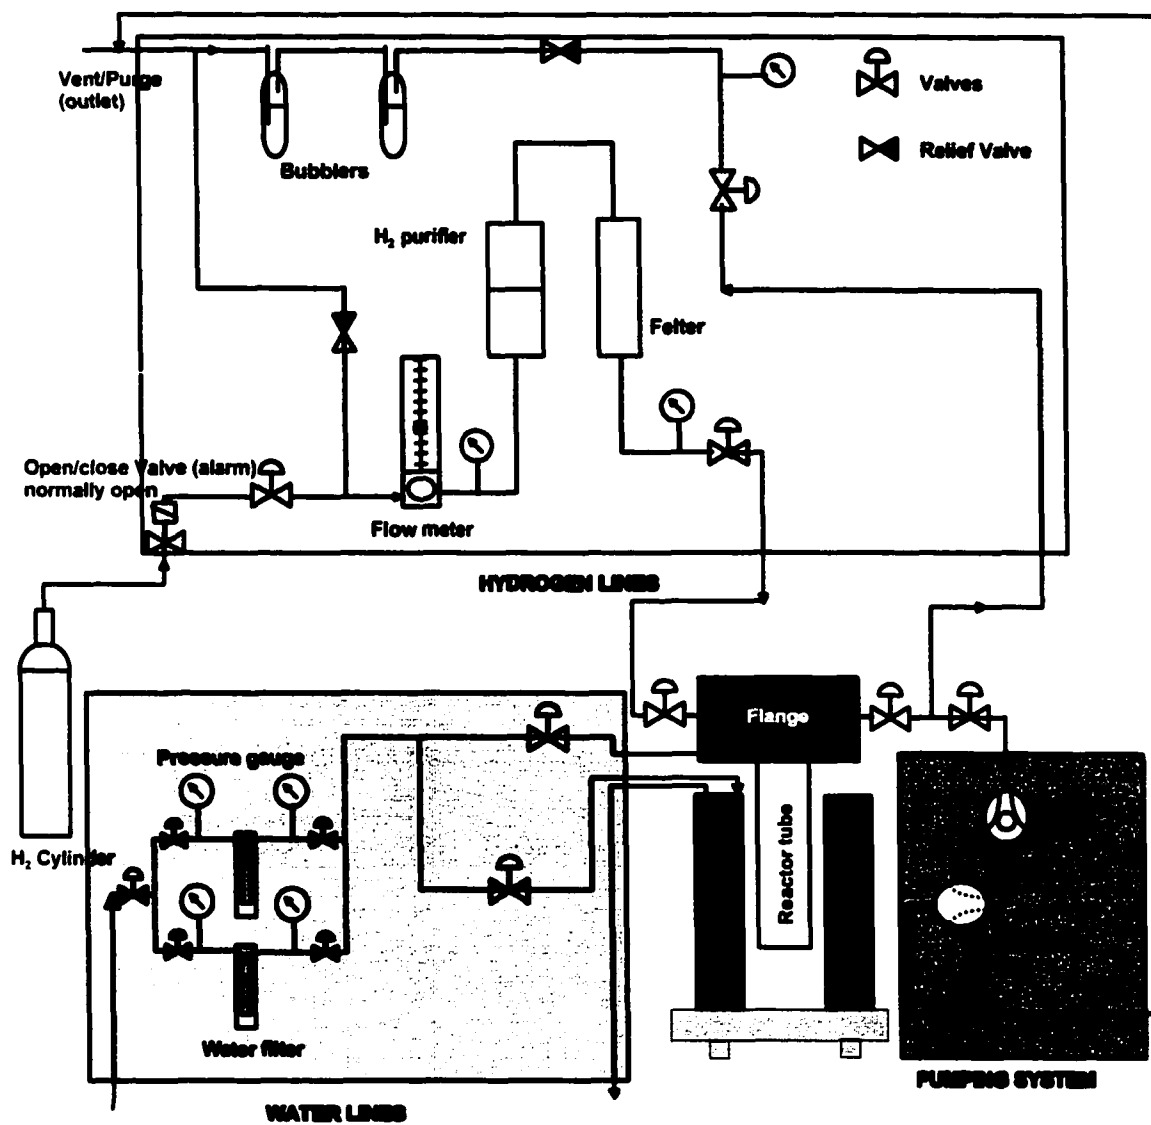 Vent/Purge
(outlet)
Valves
Relief Valve
Bubblers
H₂ purifier
Felter
Open/close Valve (alarm)
normally open
Flow meter
HYDROGEN LINES
Flange
Pressure gauge
Reactor tube
H₂ Cylinder
Water filter
PUMPING SYSTEM
WATER LINES